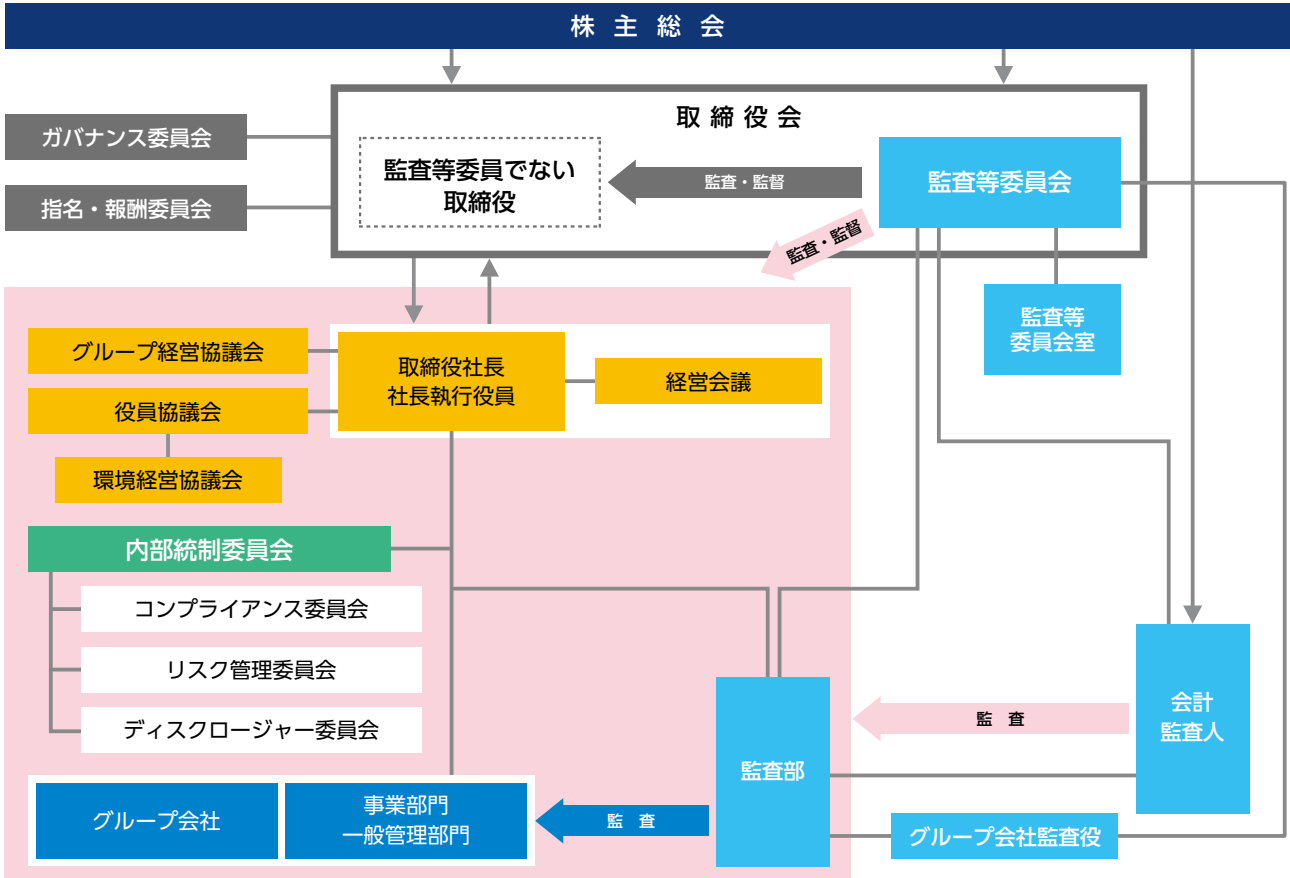 株主総会
取締役会
ガバナンス委員会
指名・報酬委員会
監査等委員でない
取締役
監査・監督
監査等委員会
監査・監督
監査等
委員会室
グループ経営協議会
役員協議会
環境経営協議会
取締役社長
社長執行役員
経営会議
内部統制委員会
コンプライアンス委員会
リスク管理委員会
ディスクロージャー委員会
グループ会社
事業部門
一般管理部門
監査
監査部
監査
会計
監査人
グループ会社監査役